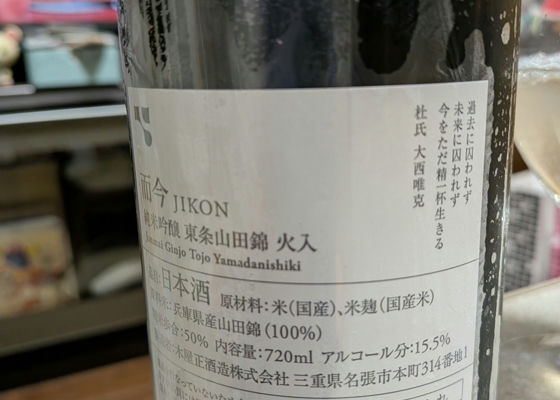 過去に囚われず
未来に囚われず
今をただ精一杯生きる
杜氏 大西唯克
而今 JIKON
純米吟醸 東条山田錦 火入
Ginjo Tojo Yamadanishiki
日本酒 原材料:米(国産)、米麹(国産米)
兵庫県産山田錦(100%)
歩合:50% 内容量:720ml アルコール分:15.5%
木屋正酒造株式会社 三重県名張市本町314番地1